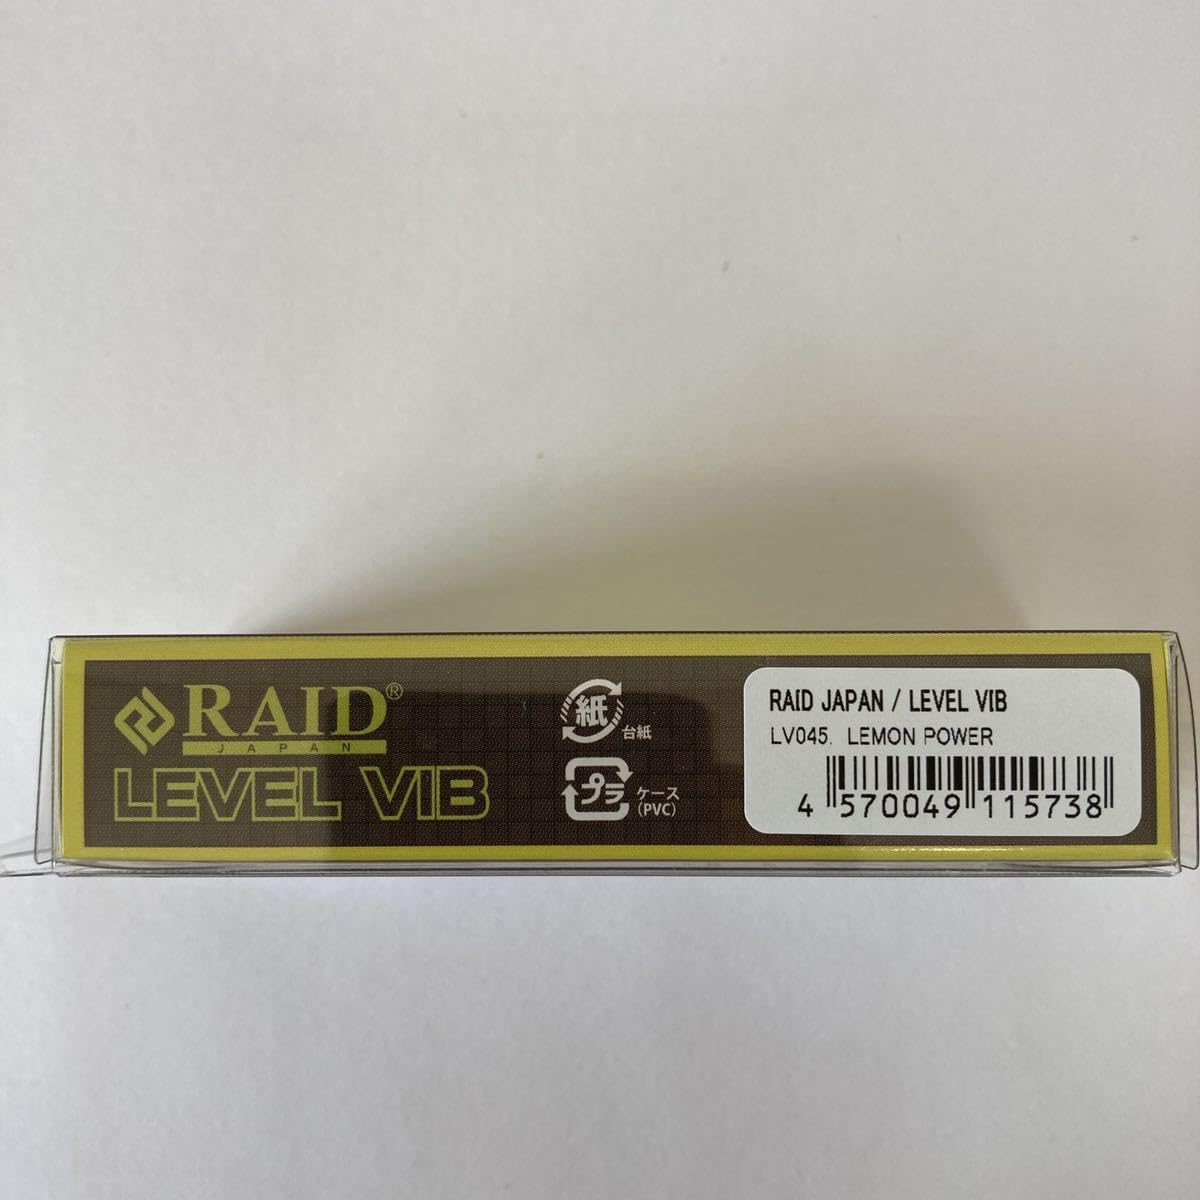 RAID®
JAPAN
LEVEL VIB
紙
台紙
プラ
ケース
(PVC)
RAID JAPAN / LEVEL VIB
LV045. LEMON POWER
4 570049 115738